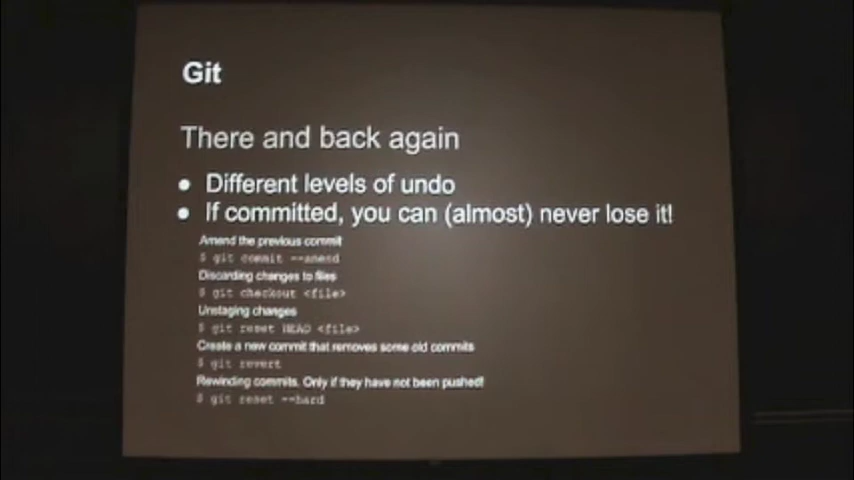 Git
There and back again
● Different levels of undo
● If committed, you can (almost) never lose it!
Amend the previous commit
$ git commit --amend
Discarding changes to files
$ git checkout <file>
Unstaging changes
$ git reset HEAD <file>
Create a new commit that removes some old commits
$ git revert
Rewinding commits. Only if they have not been pushed!
$ git reset --hard